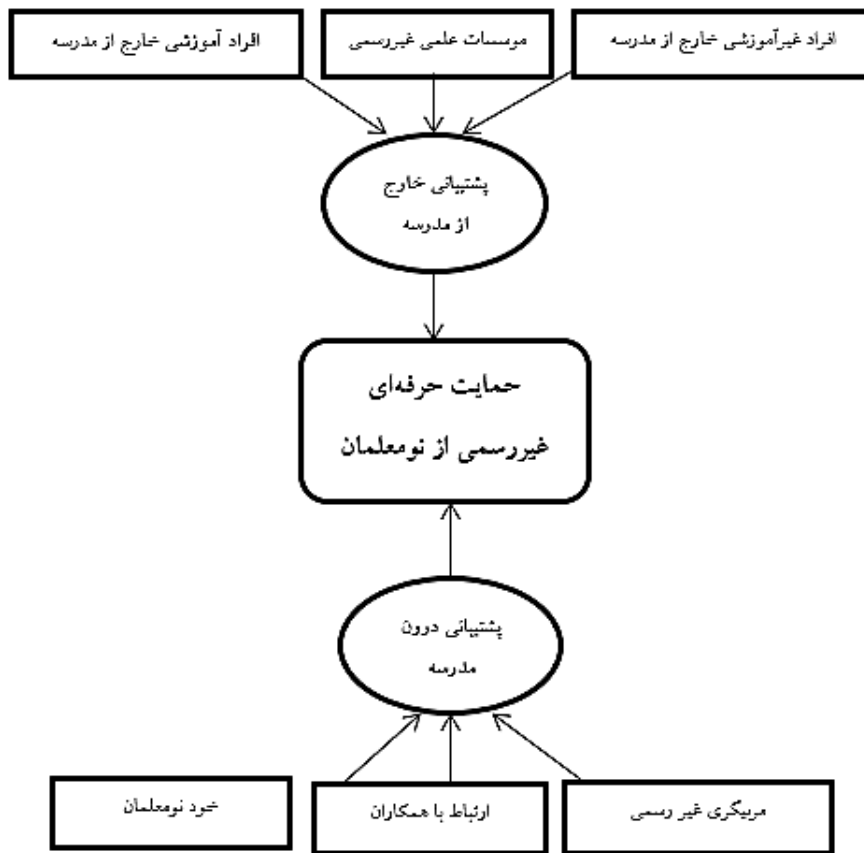 افراد غیرآموزشی خارج از مدرسه
موسسات علمی غیررسمی
افراد آموزشی خارج از مدرسه
پشتیبانی خارج
از مدرسه
حمایت حرفه‌ای
غیررسمی از نومعلمان
پشتیبانی درون
مدرسه
مربیگری غیر رسمی
ارتباط با همکاران
خود نومعلمان